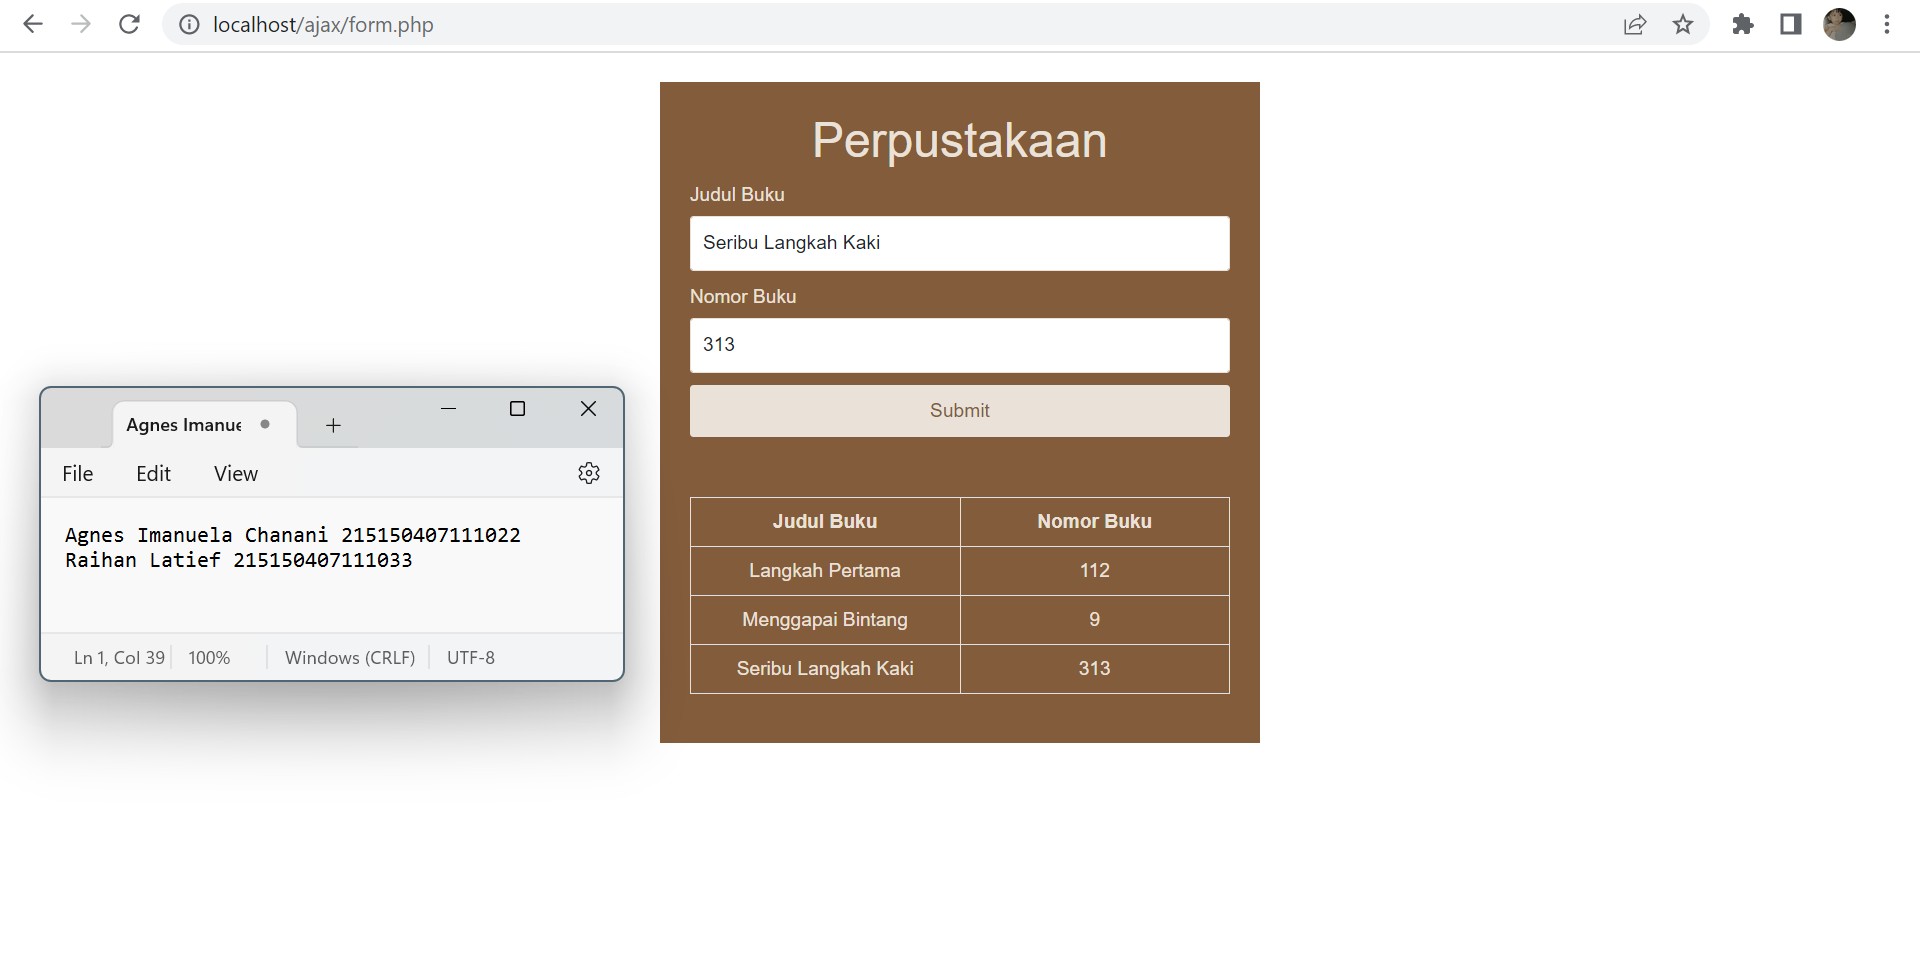 localhost/ajax/form.php
Perpustakaan
Judul Buku
Seribu Langkah Kaki
Nomor Buku
313
Submit
Judul Buku Nomor Buku
Langkah Pertama 112
Menggapai Bintang 9
Seribu Langkah Kaki 313
Agnes Imanue
File Edit View
Agnes Imanuela Chanani 215150407111022
Raihan Latief 215150407111033
Ln 1, Col 39 100% Windows (CRLF) UTF-8